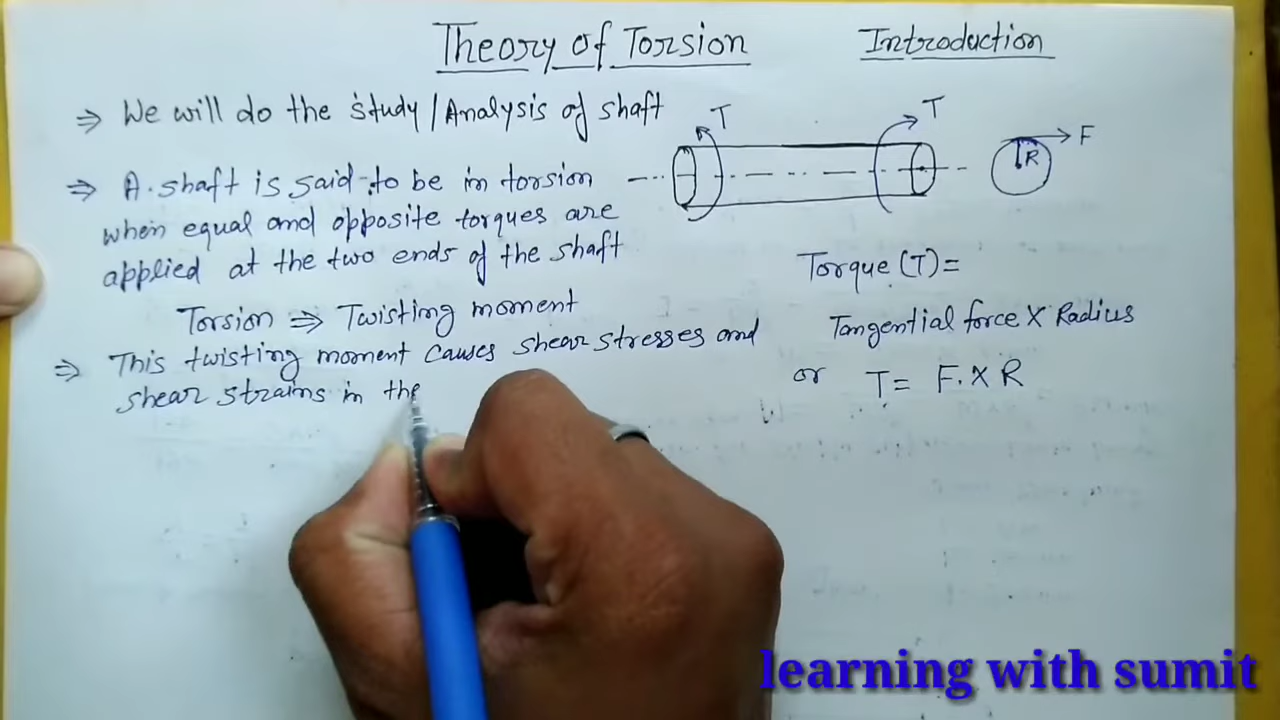 Theory of Torsion
Introduction
⇒ We will do the study/Analysis of shaft
⇒ A shaft is said to be in torsion
when equal and opposite torques are
applied at the two ends of the shaft
Torsion ⇒ Twisting moment
⇒ This twisting moment causes shear stresses and
shear strains in the
T
T
F
R
Torque (T) =
Tangential force X Radius
or T = F. X R
learning with sumit